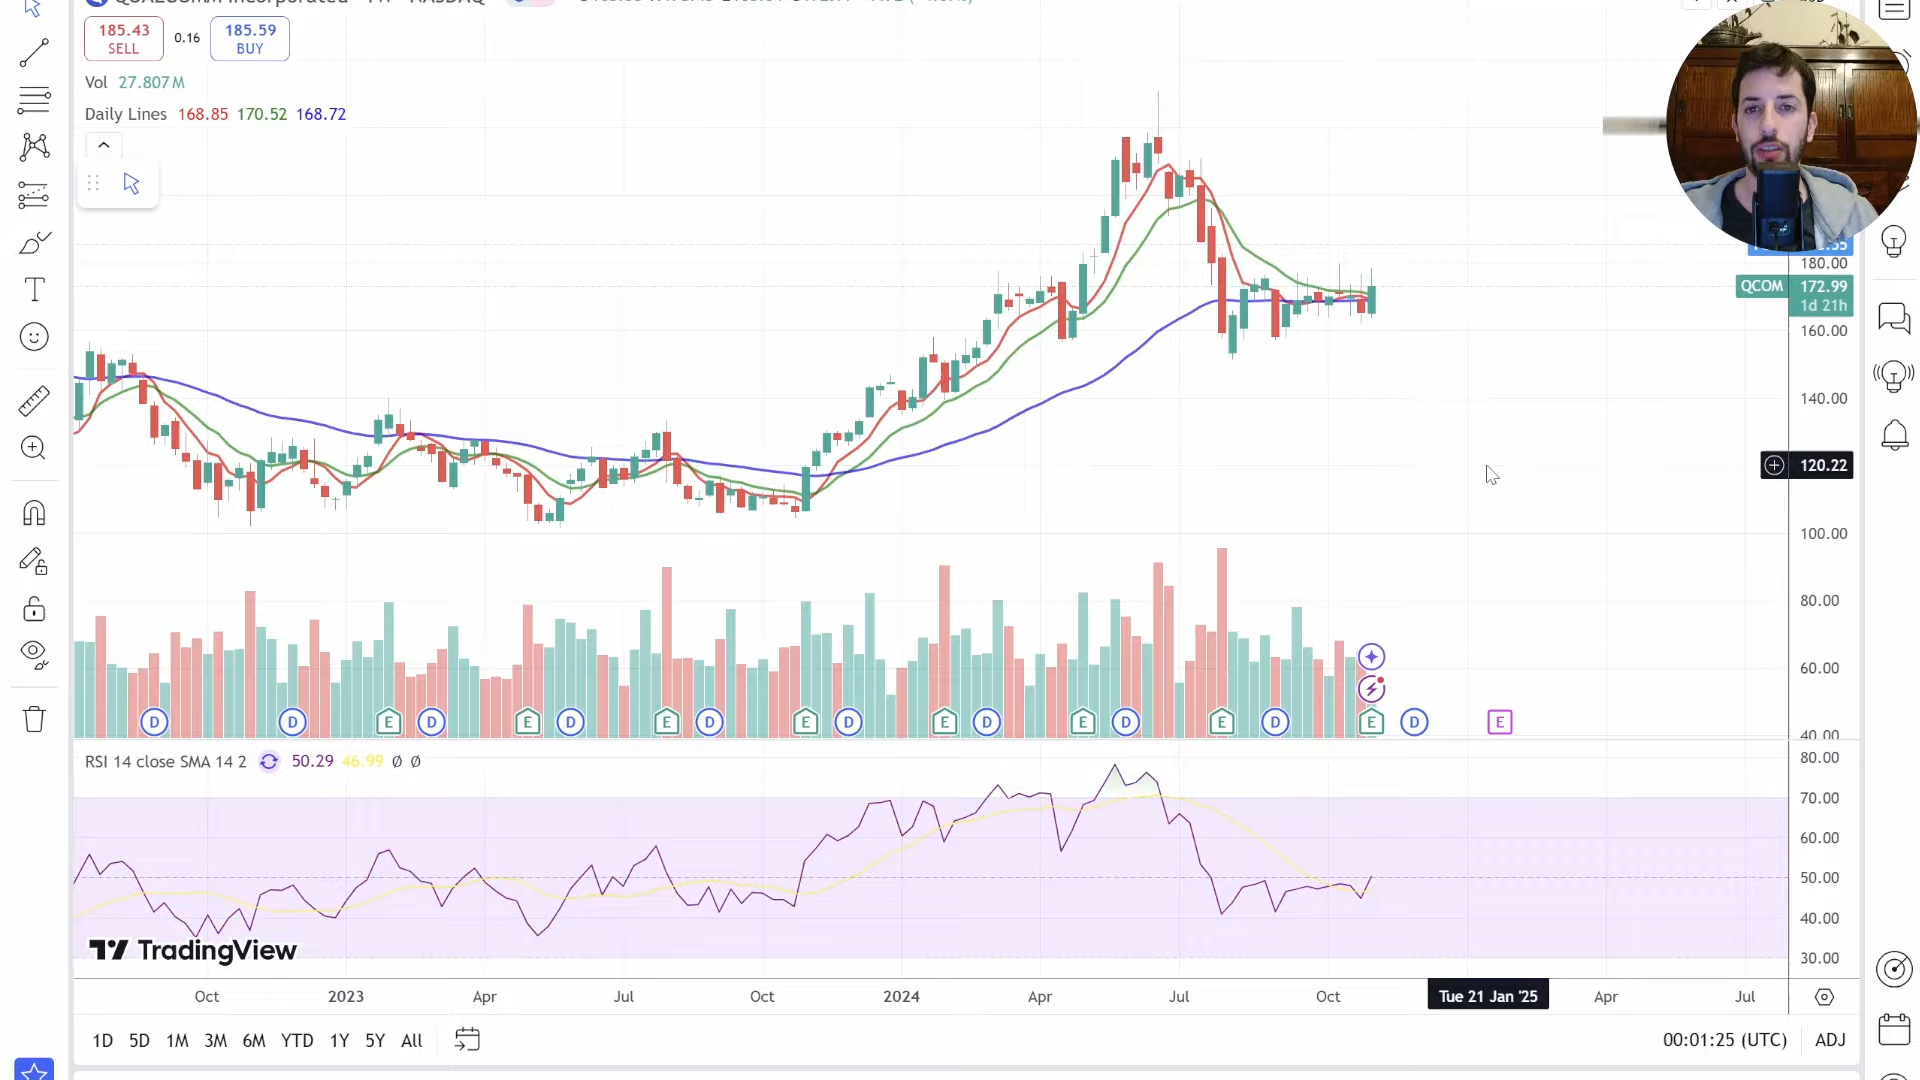 185.43
SELL
0.16
185.59
BUY
Vol 27.807M
Daily Lines 168.85 170.52 168.72
180.00
QCOM 172.99
1d 21h
160.00
140.00
120.22
100.00
80.00
60.00
40.00
D D E D E D E D E D E D E D E D E D E
RSI 14 close SMA 14 2 50.29 46.99 Ø Ø
80.00
70.00
60.00
50.00
40.00
30.00
TradingView
Oct 2023 Apr Jul Oct 2024 Apr Jul Oct Tue 21 Jan '25 Apr Jul
1D 5D 1M 3M 6M YTD 1Y 5Y All 00:01:25 (UTC) ADJ